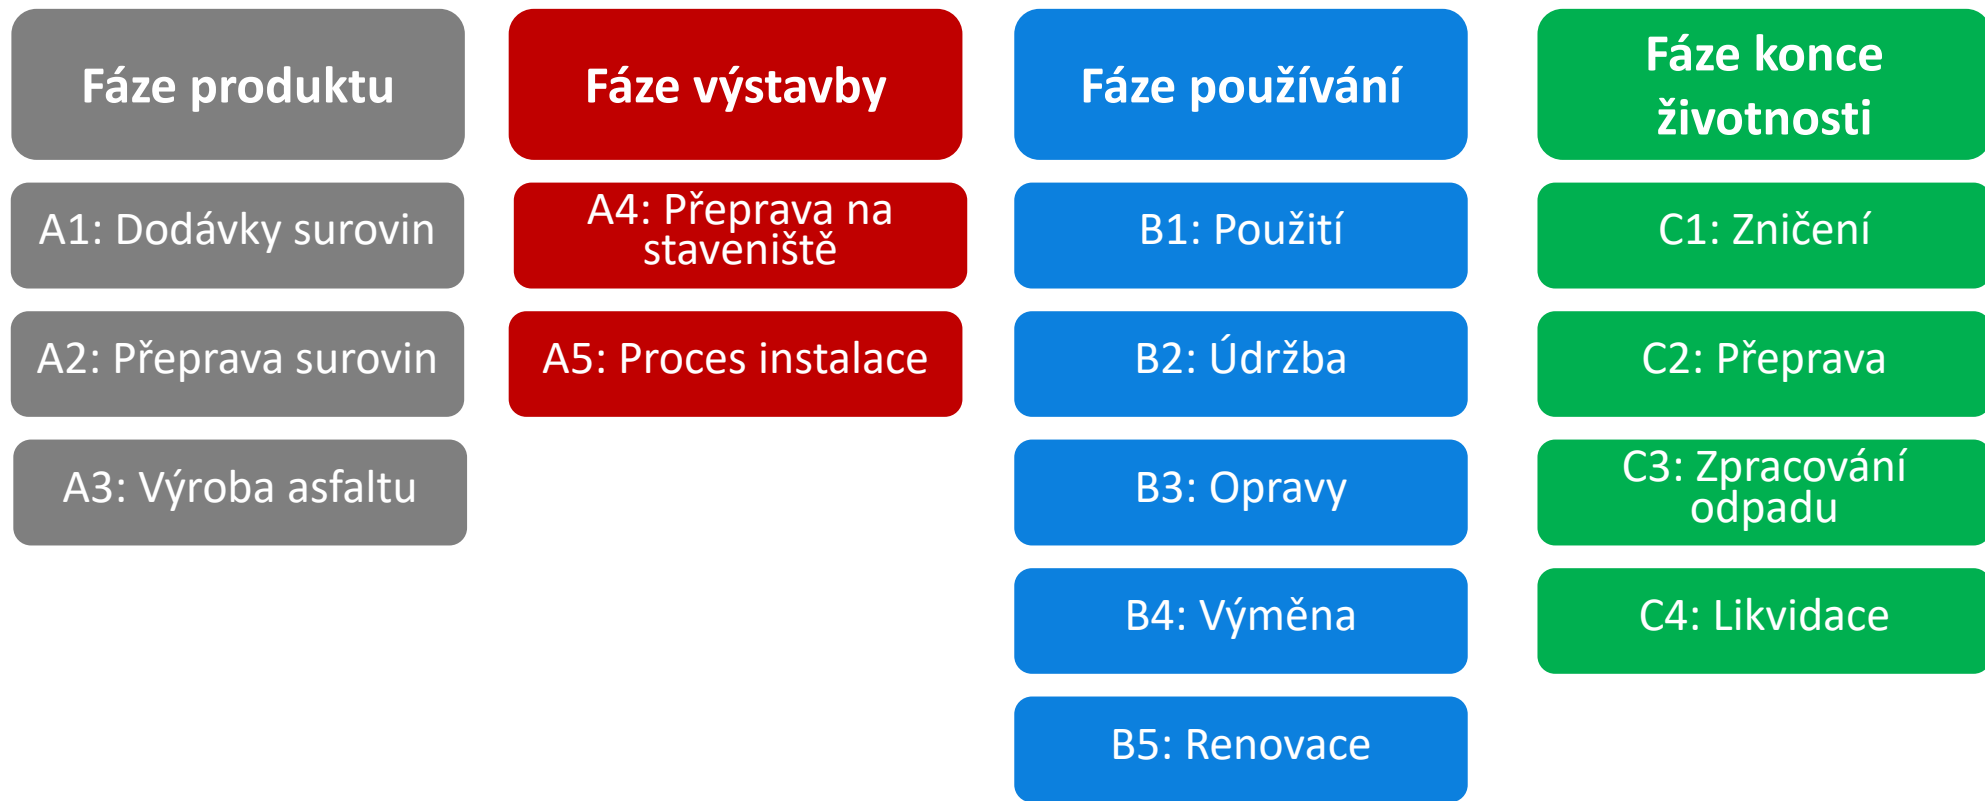 Fáze produktu
A1: Dodávky surovin
A2: Přeprava surovin
A3: Výroba asfaltu
Fáze výstavby
A4: Přeprava na
staveniště
A5: Proces instalace
Fáze používání
B1: Použití
B2: Údržba
B3: Opravy
B4: Výměna
B5: Renovace
Fáze konce
životnosti
C1: Zničení
C2: Přeprava
C3: Zpracování
odpadu
C4: Likvidace